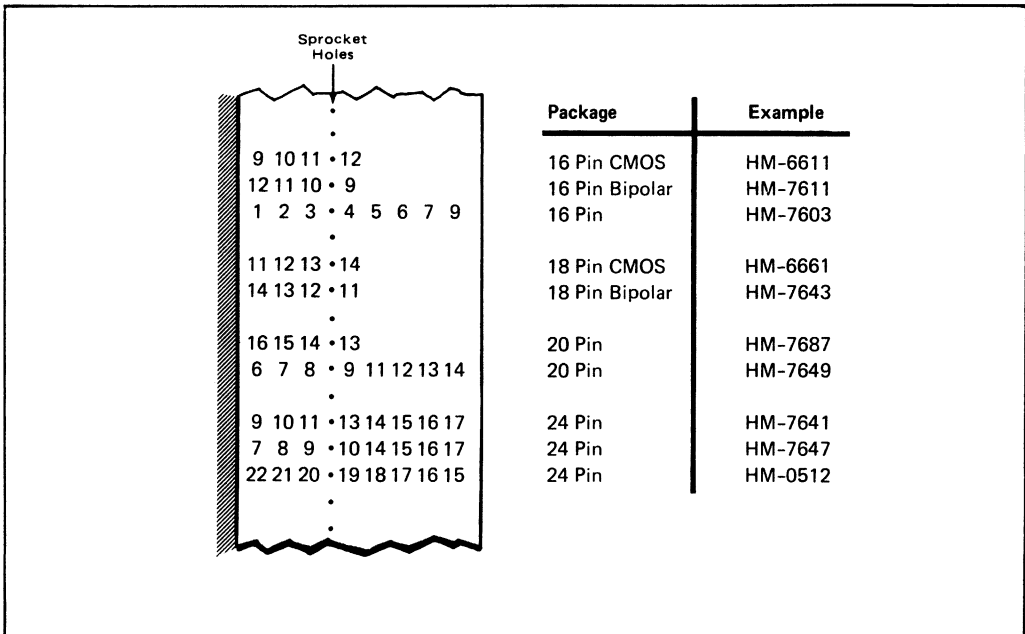 Sprocket
Holes
Package Example
9 10 11 • 12 16 Pin CMOS HM-6611
12 11 10 • 9 16 Pin Bipolar HM-7611
1 2 3 • 4 5 6 7 9 16 Pin HM-7603
11 12 13 • 14 18 Pin CMOS HM-6661
14 13 12 • 11 18 Pin Bipolar HM-7643
16 15 14 • 13 20 Pin HM-7687
6 7 8 • 9 11 12 13 14 20 Pin HM-7649
9 10 11 • 13 14 15 16 17 24 Pin HM-7641
7 8 9 • 10 14 15 16 17 24 Pin HM-7647
22 21 20 • 19 18 17 16 15 24 Pin HM-0512